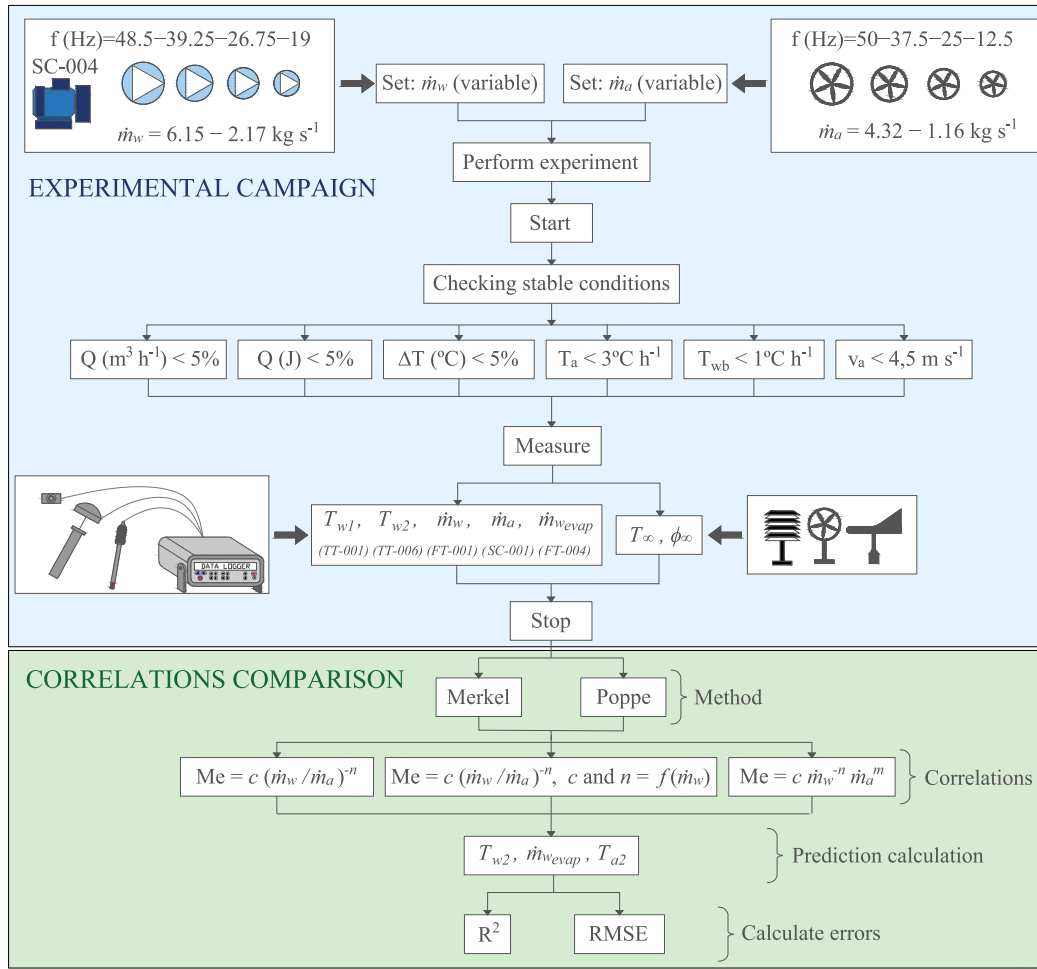 f (Hz)=48.5−39.25−26.75−19
SC-004
ṁw = 6.15 − 2.17 kg s⁻¹
Set: ṁw (variable)
Set: ṁa (variable)
f (Hz)=50−37.5−25−12.5
ṁa = 4.32 − 1.16 kg s⁻¹
Perform experiment
EXPERIMENTAL CAMPAIGN
Start
Checking stable conditions
Q (m³ h⁻¹) < 5%
Q (J) < 5%
ΔT (ºC) < 5%
Ta < 3ºC h⁻¹
Twb < 1ºC h⁻¹
va < 4,5 m s⁻¹
Measure
DATA LOGGER
Tw1, Tw2, ṁw, ṁa, ṁwevap
(TT-001) (TT-006) (FT-001) (SC-001) (FT-004)
T∞, ϕ∞
Stop
CORRELATIONS COMPARISON
Merkel
Poppe
Method
Me = c (ṁw/ṁa)⁻ⁿ
Me = c (ṁw/ṁa)⁻ⁿ, c and n = f(ṁw)
Me = c ṁw⁻ⁿ ṁaᵐ
Correlations
Tw2, ṁwevap, Ta2
Prediction calculation
R²
RMSE
Calculate errors